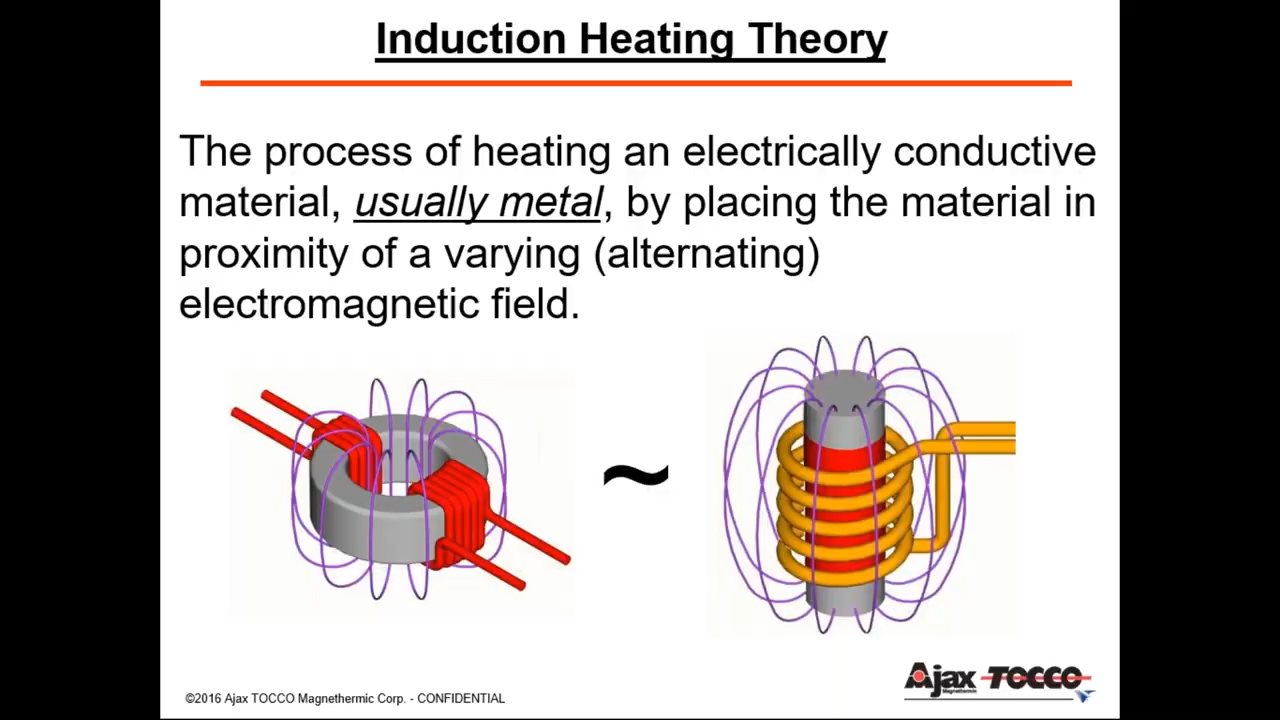 Induction Heating Theory
The process of heating an electrically conductive
material, usually metal, by placing the material in
proximity of a varying (alternating)
electromagnetic field.
~
©2016 Ajax TOCCO Magnethermic Corp. - CONFIDENTIAL
Ajax TOCCO
Magnethermic